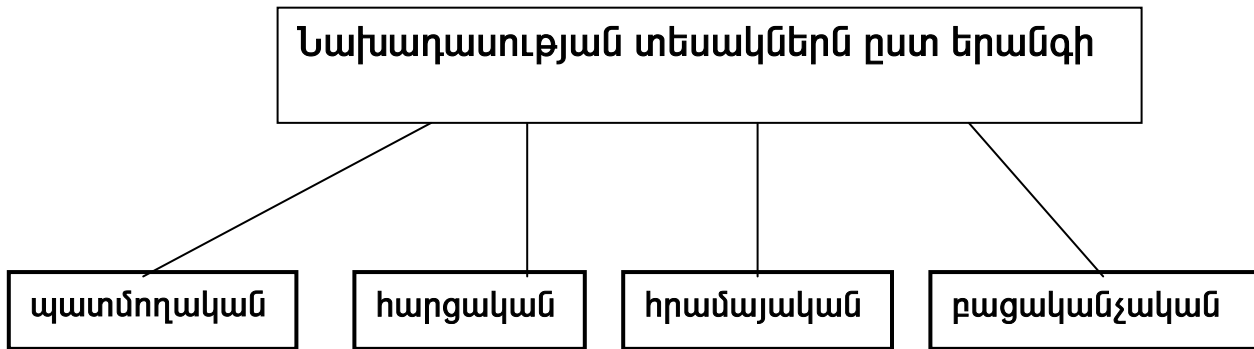 Նախադասության տեսակներն ըստ երանգի
պատմողական
հարցական
հրամայական
բացականչական